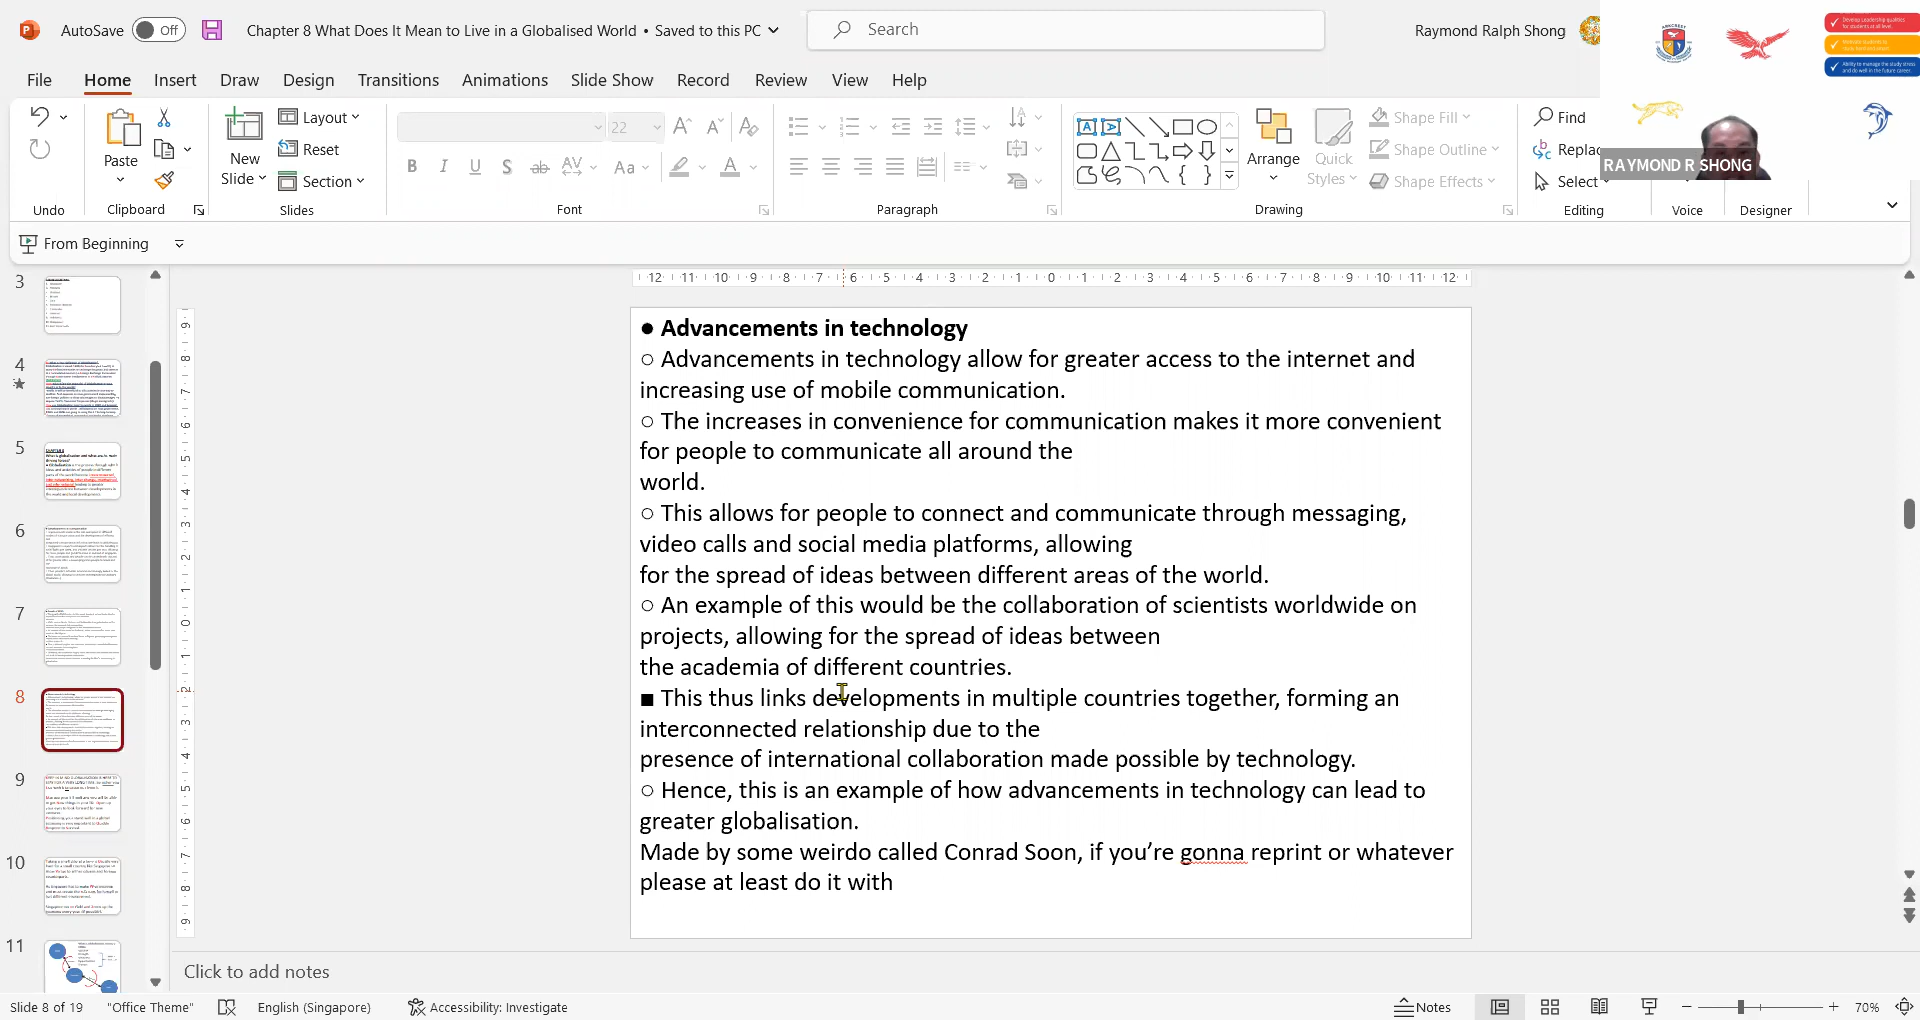 AutoSave Off Chapter 8 What Does It Mean to Live in a Globalised World • Saved to this PC Search Raymond Ralph Shong
File Home Insert Draw Design Transitions Animations Slide Show Record Review View Help
Paste New Slide Layout Reset Section 22 Aa Arrange Quick Styles Shape Fill Shape Outline Shape Effects Find Replac Select
RAYMOND R SHONG
Undo Clipboard Slides Font Paragraph Drawing Editing Voice Designer
From Beginning
3
4
5
6
7
8
9
10
11
● Advancements in technology
○ Advancements in technology allow for greater access to the internet and
increasing use of mobile communication.
○ The increases in convenience for communication makes it more convenient
for people to communicate all around the
world.
○ This allows for people to connect and communicate through messaging,
video calls and social media platforms, allowing
for the spread of ideas between different areas of the world.
○ An example of this would be the collaboration of scientists worldwide on
projects, allowing for the spread of ideas between
the academia of different countries.
■ This thus links developments in multiple countries together, forming an
interconnected relationship due to the
presence of international collaboration made possible by technology.
○ Hence, this is an example of how advancements in technology can lead to
greater globalisation.
Made by some weirdo called Conrad Soon, if you’re gonna reprint or whatever
please at least do it with
Click to add notes
Slide 8 of 19 "Office Theme" English (Singapore) Accessibility: Investigate Notes 70%